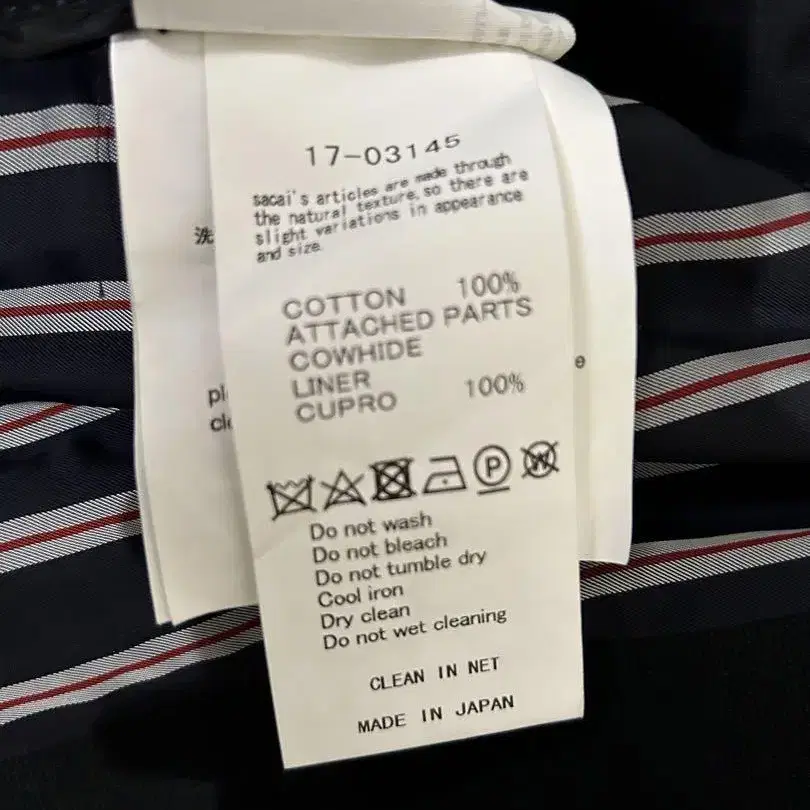 17-03145
sacai's articles are made through
the natural texture, so there are
slight variations in appearance
and size.
COTTON 100%
ATTACHED PARTS
COWHIDE
LINER
CUPRO 100%
P W
Do not wash
Do not bleach
Do not tumble dry
Cool iron
Dry clean
Do not wet cleaning
CLEAN IN NET
MADE IN JAPAN
洗
e